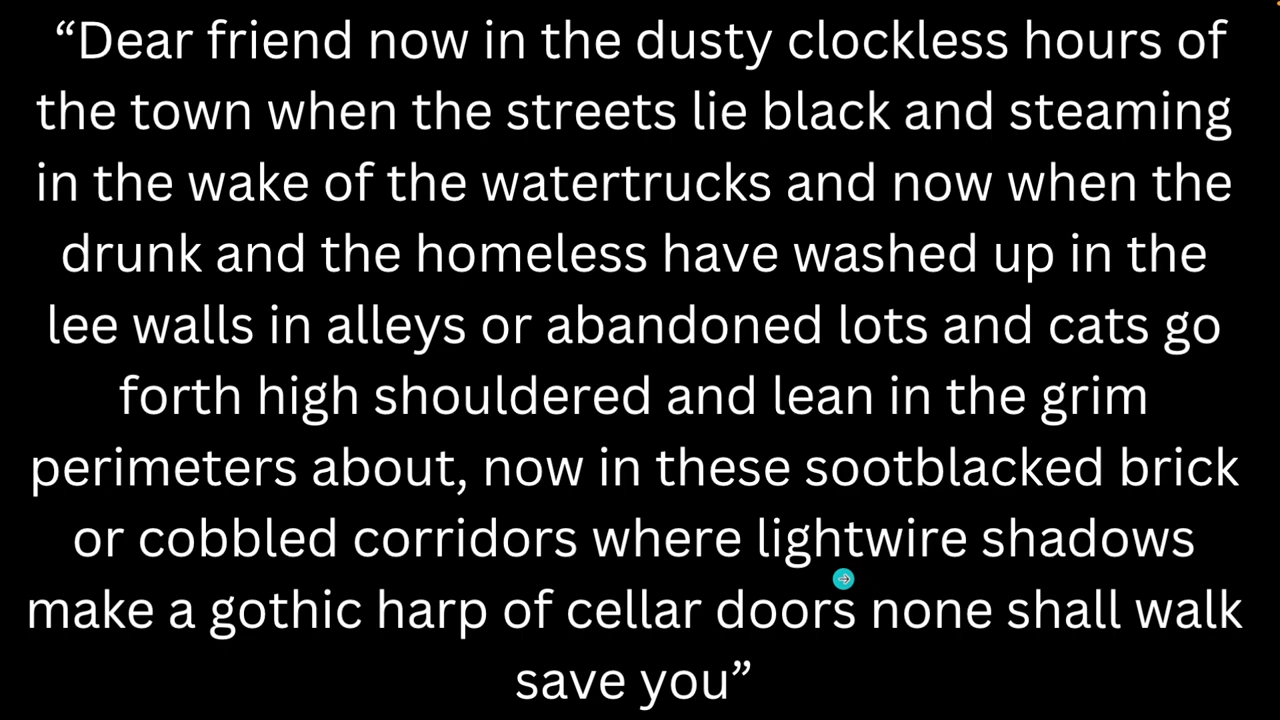 “Dear friend now in the dusty clockless hours of
the town when the streets lie black and steaming
in the wake of the watertrucks and now when the
drunk and the homeless have washed up in the
lee walls in alleys or abandoned lots and cats go
forth high shouldered and lean in the grim
perimeters about, now in these sootblacked brick
or cobbled corridors where lightwire shadows
make a gothic harp of cellar doors none shall walk
save you”